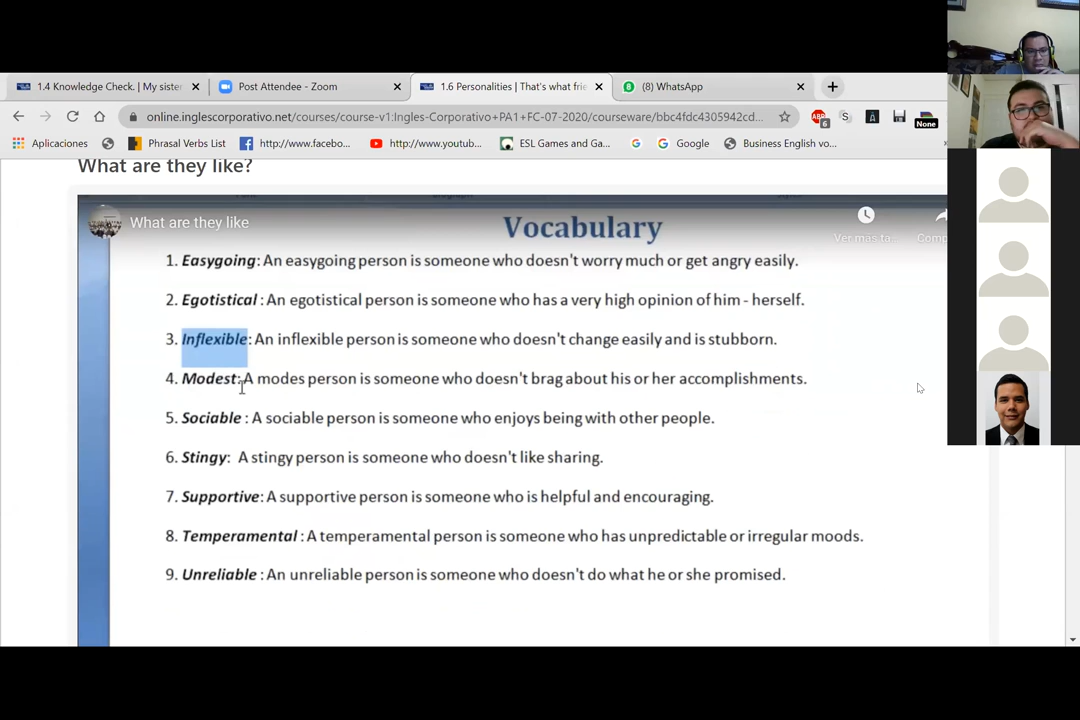 1.4 Knowledge Check. | My sister
Post Attendee - Zoom
1.6 Personalities | That's what frie
(8) WhatsApp
online.inglescorporativo.net/courses/course-v1:Ingles-Corporativo+PA1+FC-07-2020/courseware/bbc4fdc4305942cd...
ABP
6
S
None
Aplicaciones
Phrasal Verbs List
http://www.facebo...
http://www.youtub...
ESL Games and Ga...
Google
Business English vo...
What are they like?
What are they like
Vocabulary
Ver más ta...
Comp
1. Easygoing: An easygoing person is someone who doesn't worry much or get angry easily.
2. Egotistical : An egotistical person is someone who has a very high opinion of him - herself.
3. Inflexible: An inflexible person is someone who doesn't change easily and is stubborn.
4. Modest: A modes person is someone who doesn't brag about his or her accomplishments.
5. Sociable : A sociable person is someone who enjoys being with other people.
6. Stingy: A stingy person is someone who doesn't like sharing.
7. Supportive: A supportive person is someone who is helpful and encouraging.
8. Temperamental : A temperamental person is someone who has unpredictable or irregular moods.
9. Unreliable : An unreliable person is someone who doesn't do what he or she promised.